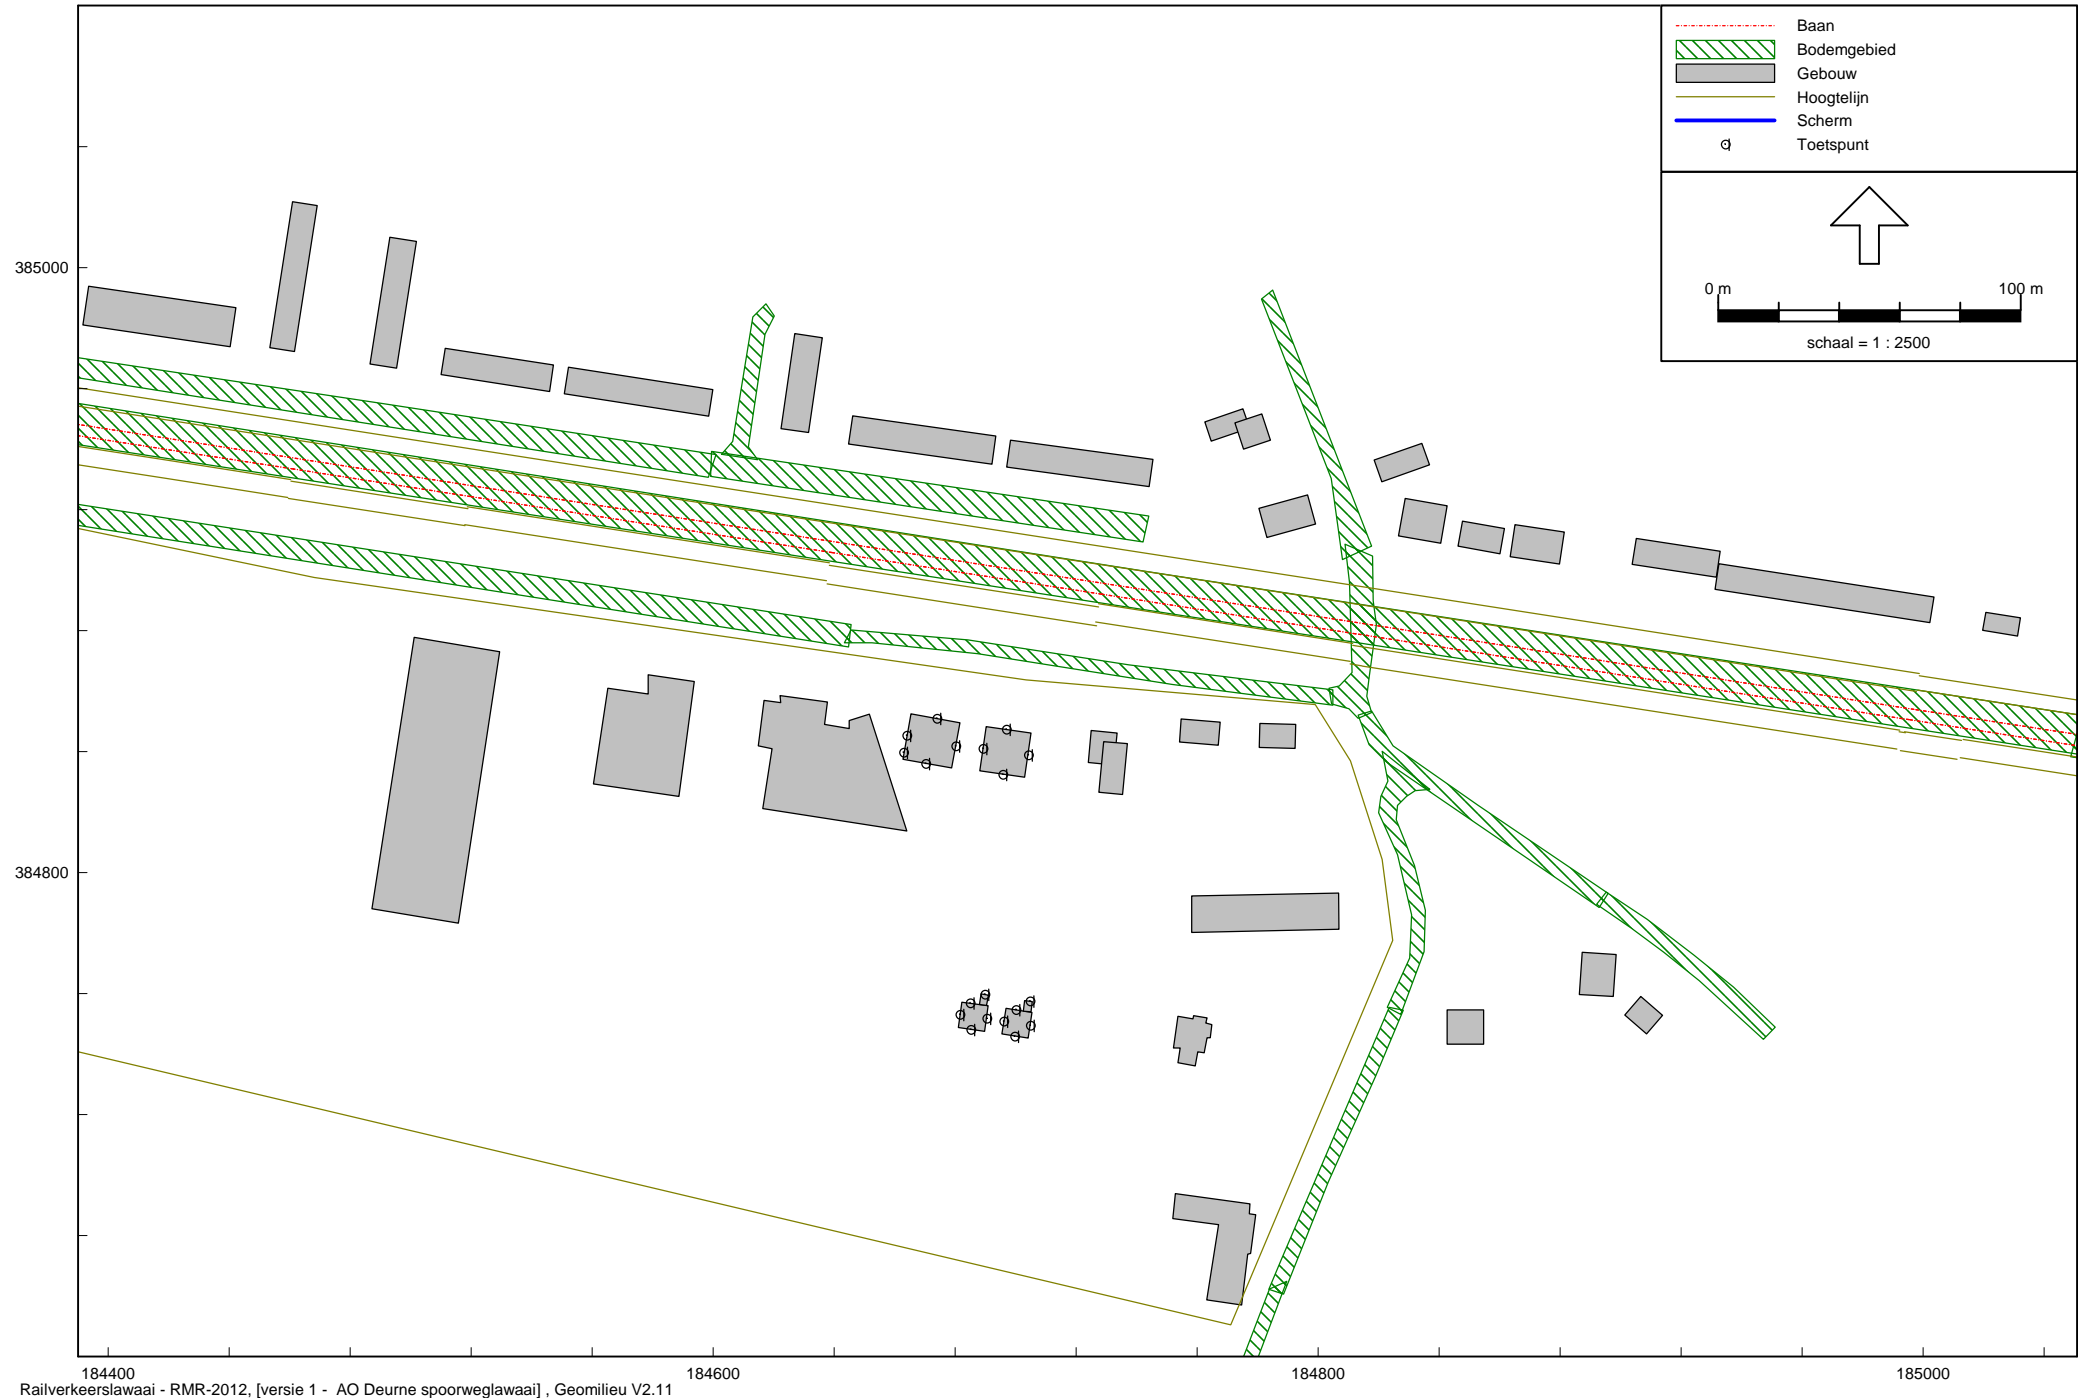 Baan
Bodemgebied
Gebouw
Hoogtelijn
Scherm
Toetspunt
0 m 100 m
schaal = 1 : 2500
385000
384800
184400 184600 184800 185000
Railverkeerslawaai - RMR-2012, [versie 1 - AO Deurne spoorweglawaai] , Geomilieu V2.11